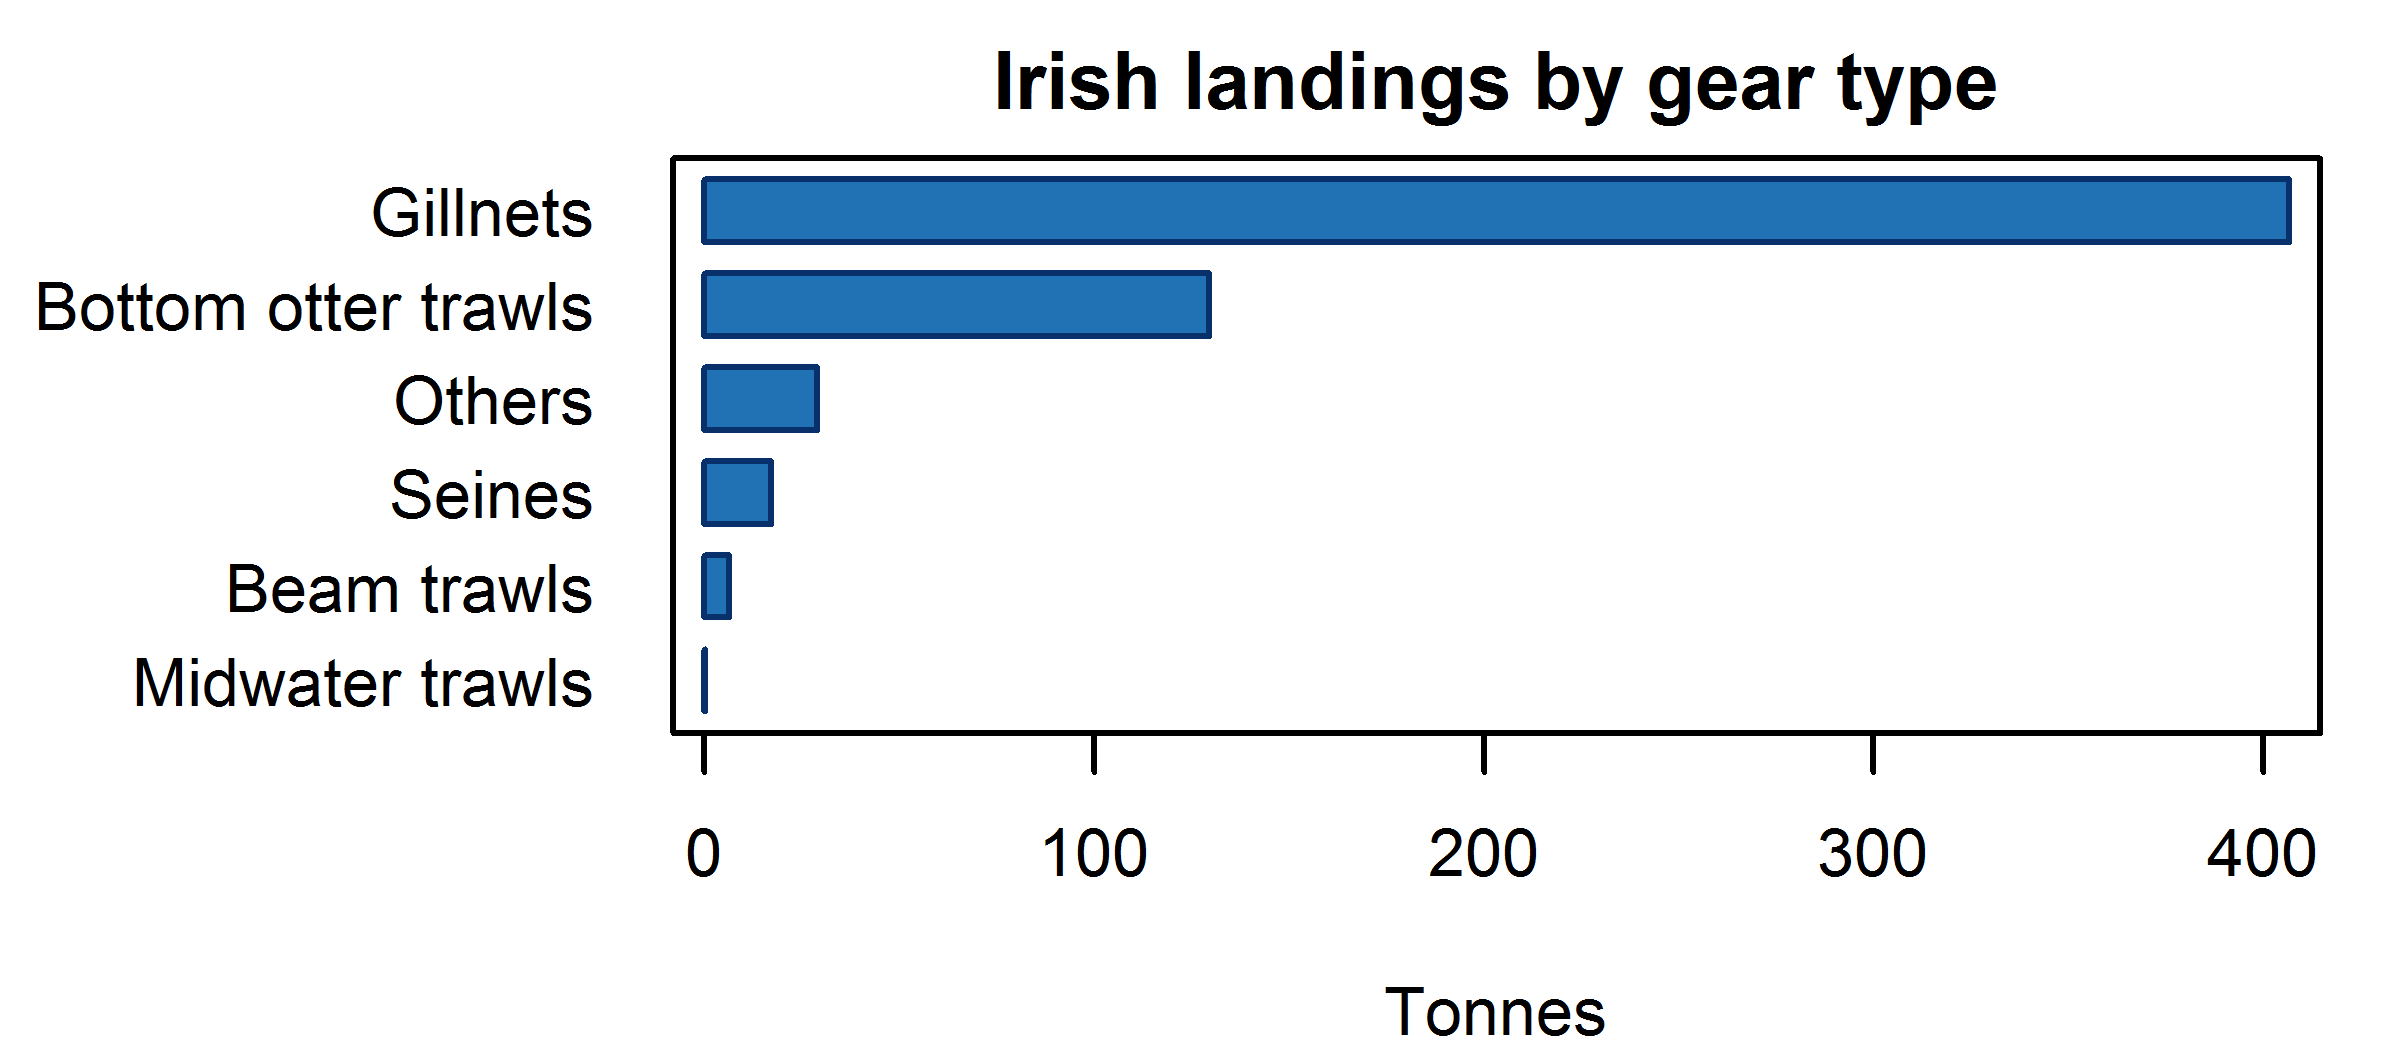 Irish landings by gear type
Gillnets
Bottom otter trawls
Others
Seines
Beam trawls
Midwater trawls
0 100 200 300 400
Tonnes